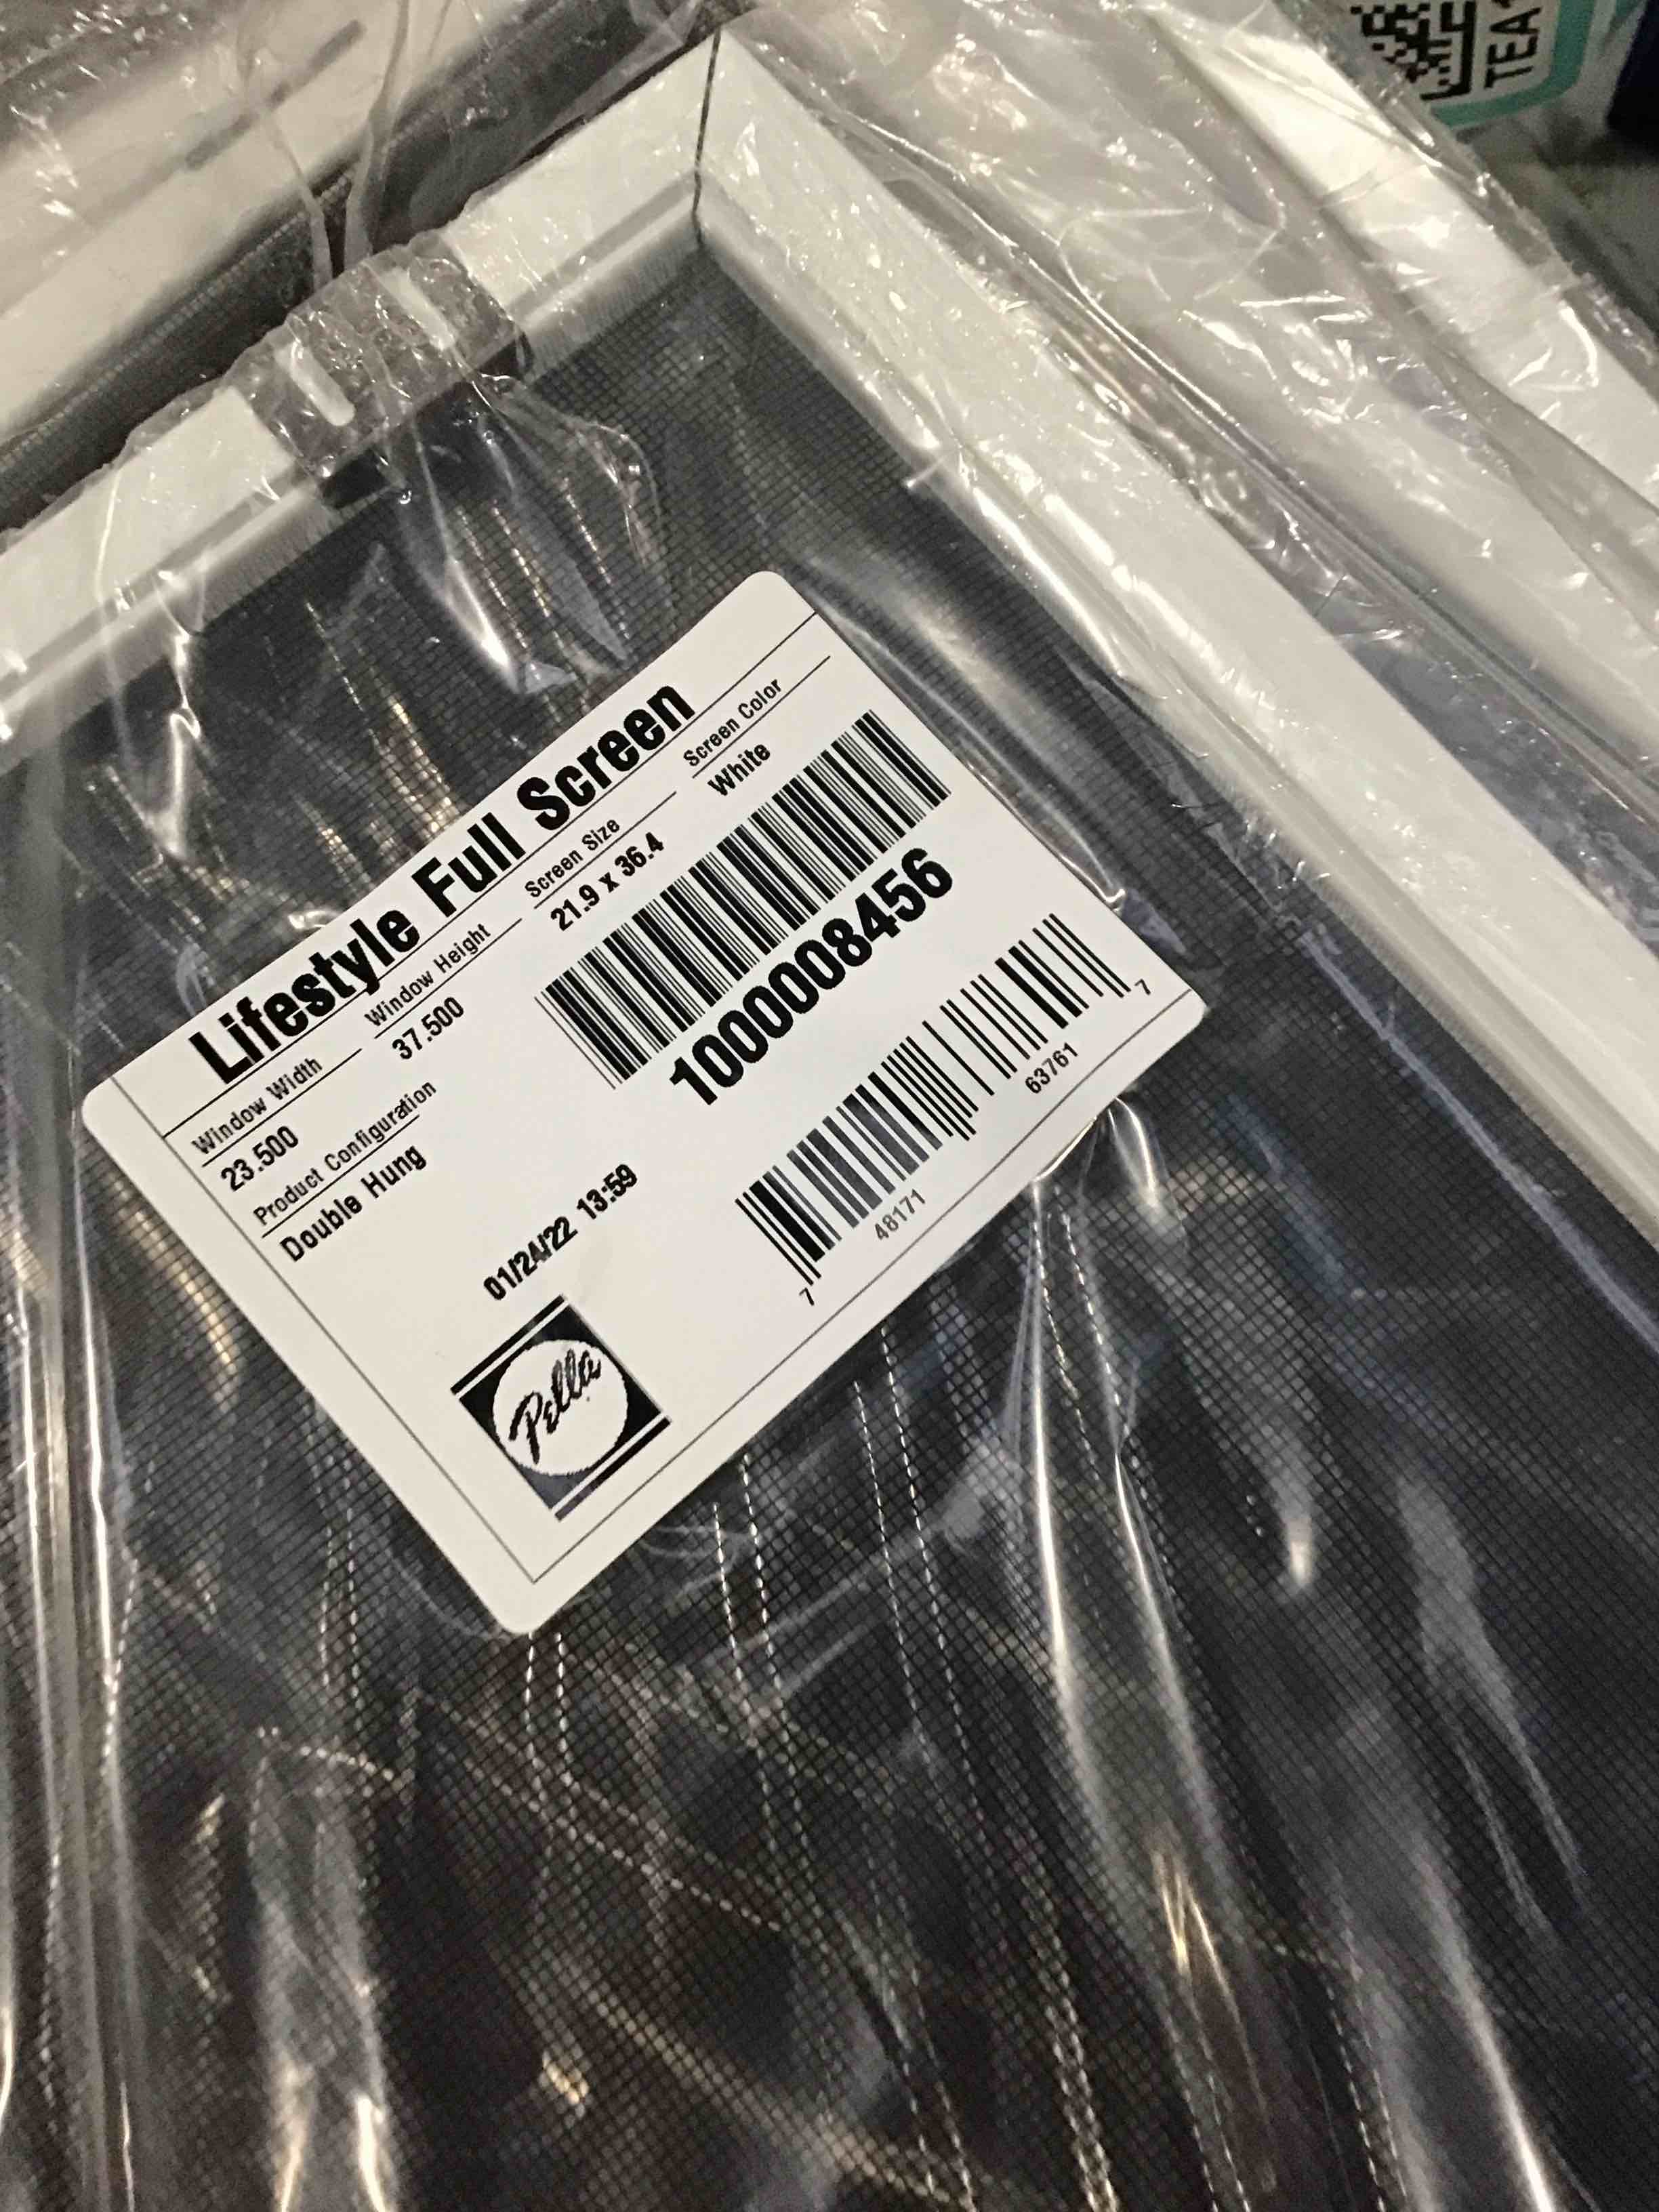 TEA
Lifestyle Full Screen
Window Width Window Height Screen Size Screen Color
23.500 37.500 21.9 x 36.4 White
Product Configuration
Double Hung
1000008456
01/24/22 13:59
Pella
7 48171 63761 7